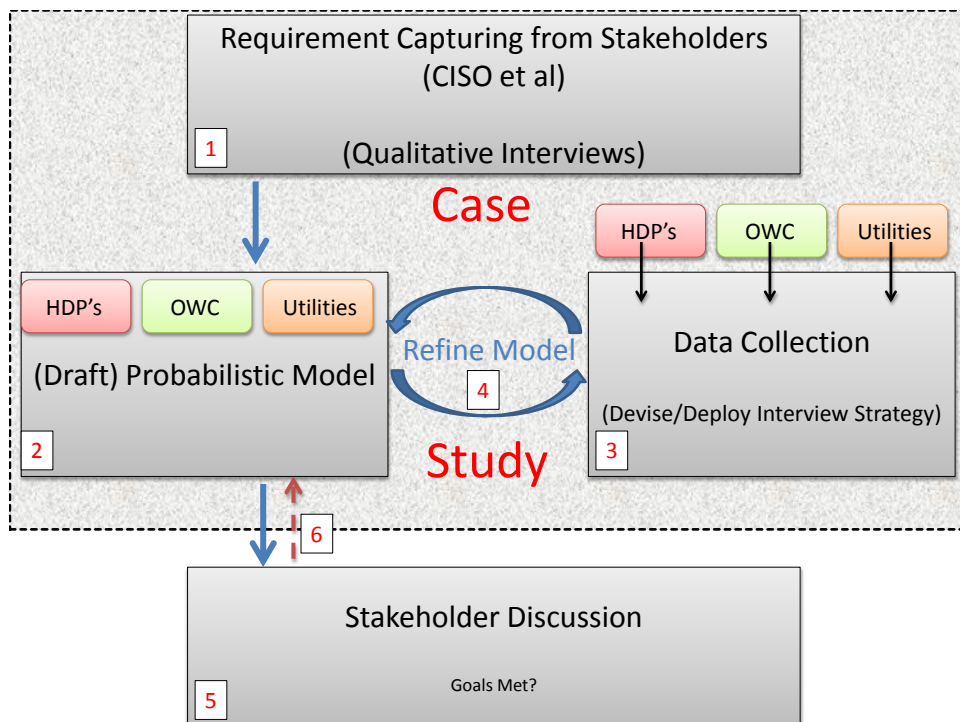 Requirement Capturing from Stakeholders
(CISO et al)
(Qualitative Interviews)
1
Case
HDP's
OWC
Utilities
HDP's
OWC
Utilities
(Draft) Probabilistic Model
2
Refine Model
4
Data Collection
(Devise/Deploy Interview Strategy)
3
Study
6
Stakeholder Discussion
Goals Met?
5